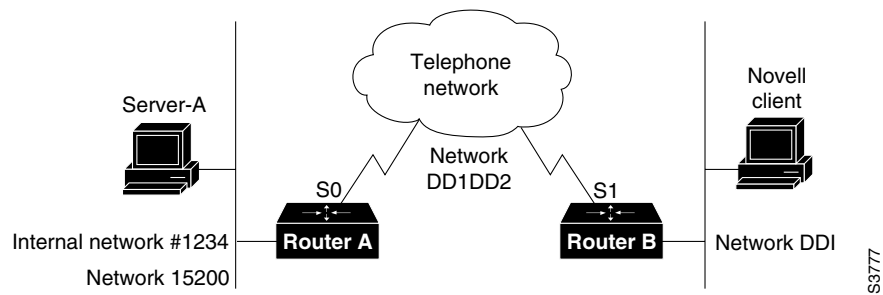 Telephone
network
Server-A
Novell
client
Network
DD1DD2
S0
S1
Router A
Router B
Internal network #1234
Network 15200
Network DDI
S3777